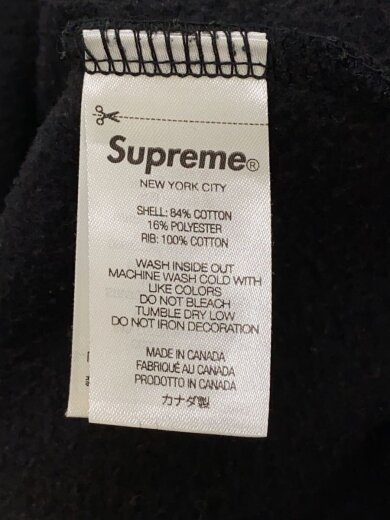 Supreme®
NEW YORK CITY
SHELL: 84% COTTON
16% POLYESTER
RIB: 100% COTTON
WASH INSIDE OUT
MACHINE WASH COLD WITH
LIKE COLORS
DO NOT BLEACH
TUMBLE DRY LOW
DO NOT IRON DECORATION
MADE IN CANADA
FABRIQUÉ AU CANADA
PRODOTTO IN CANADA
カナダ製